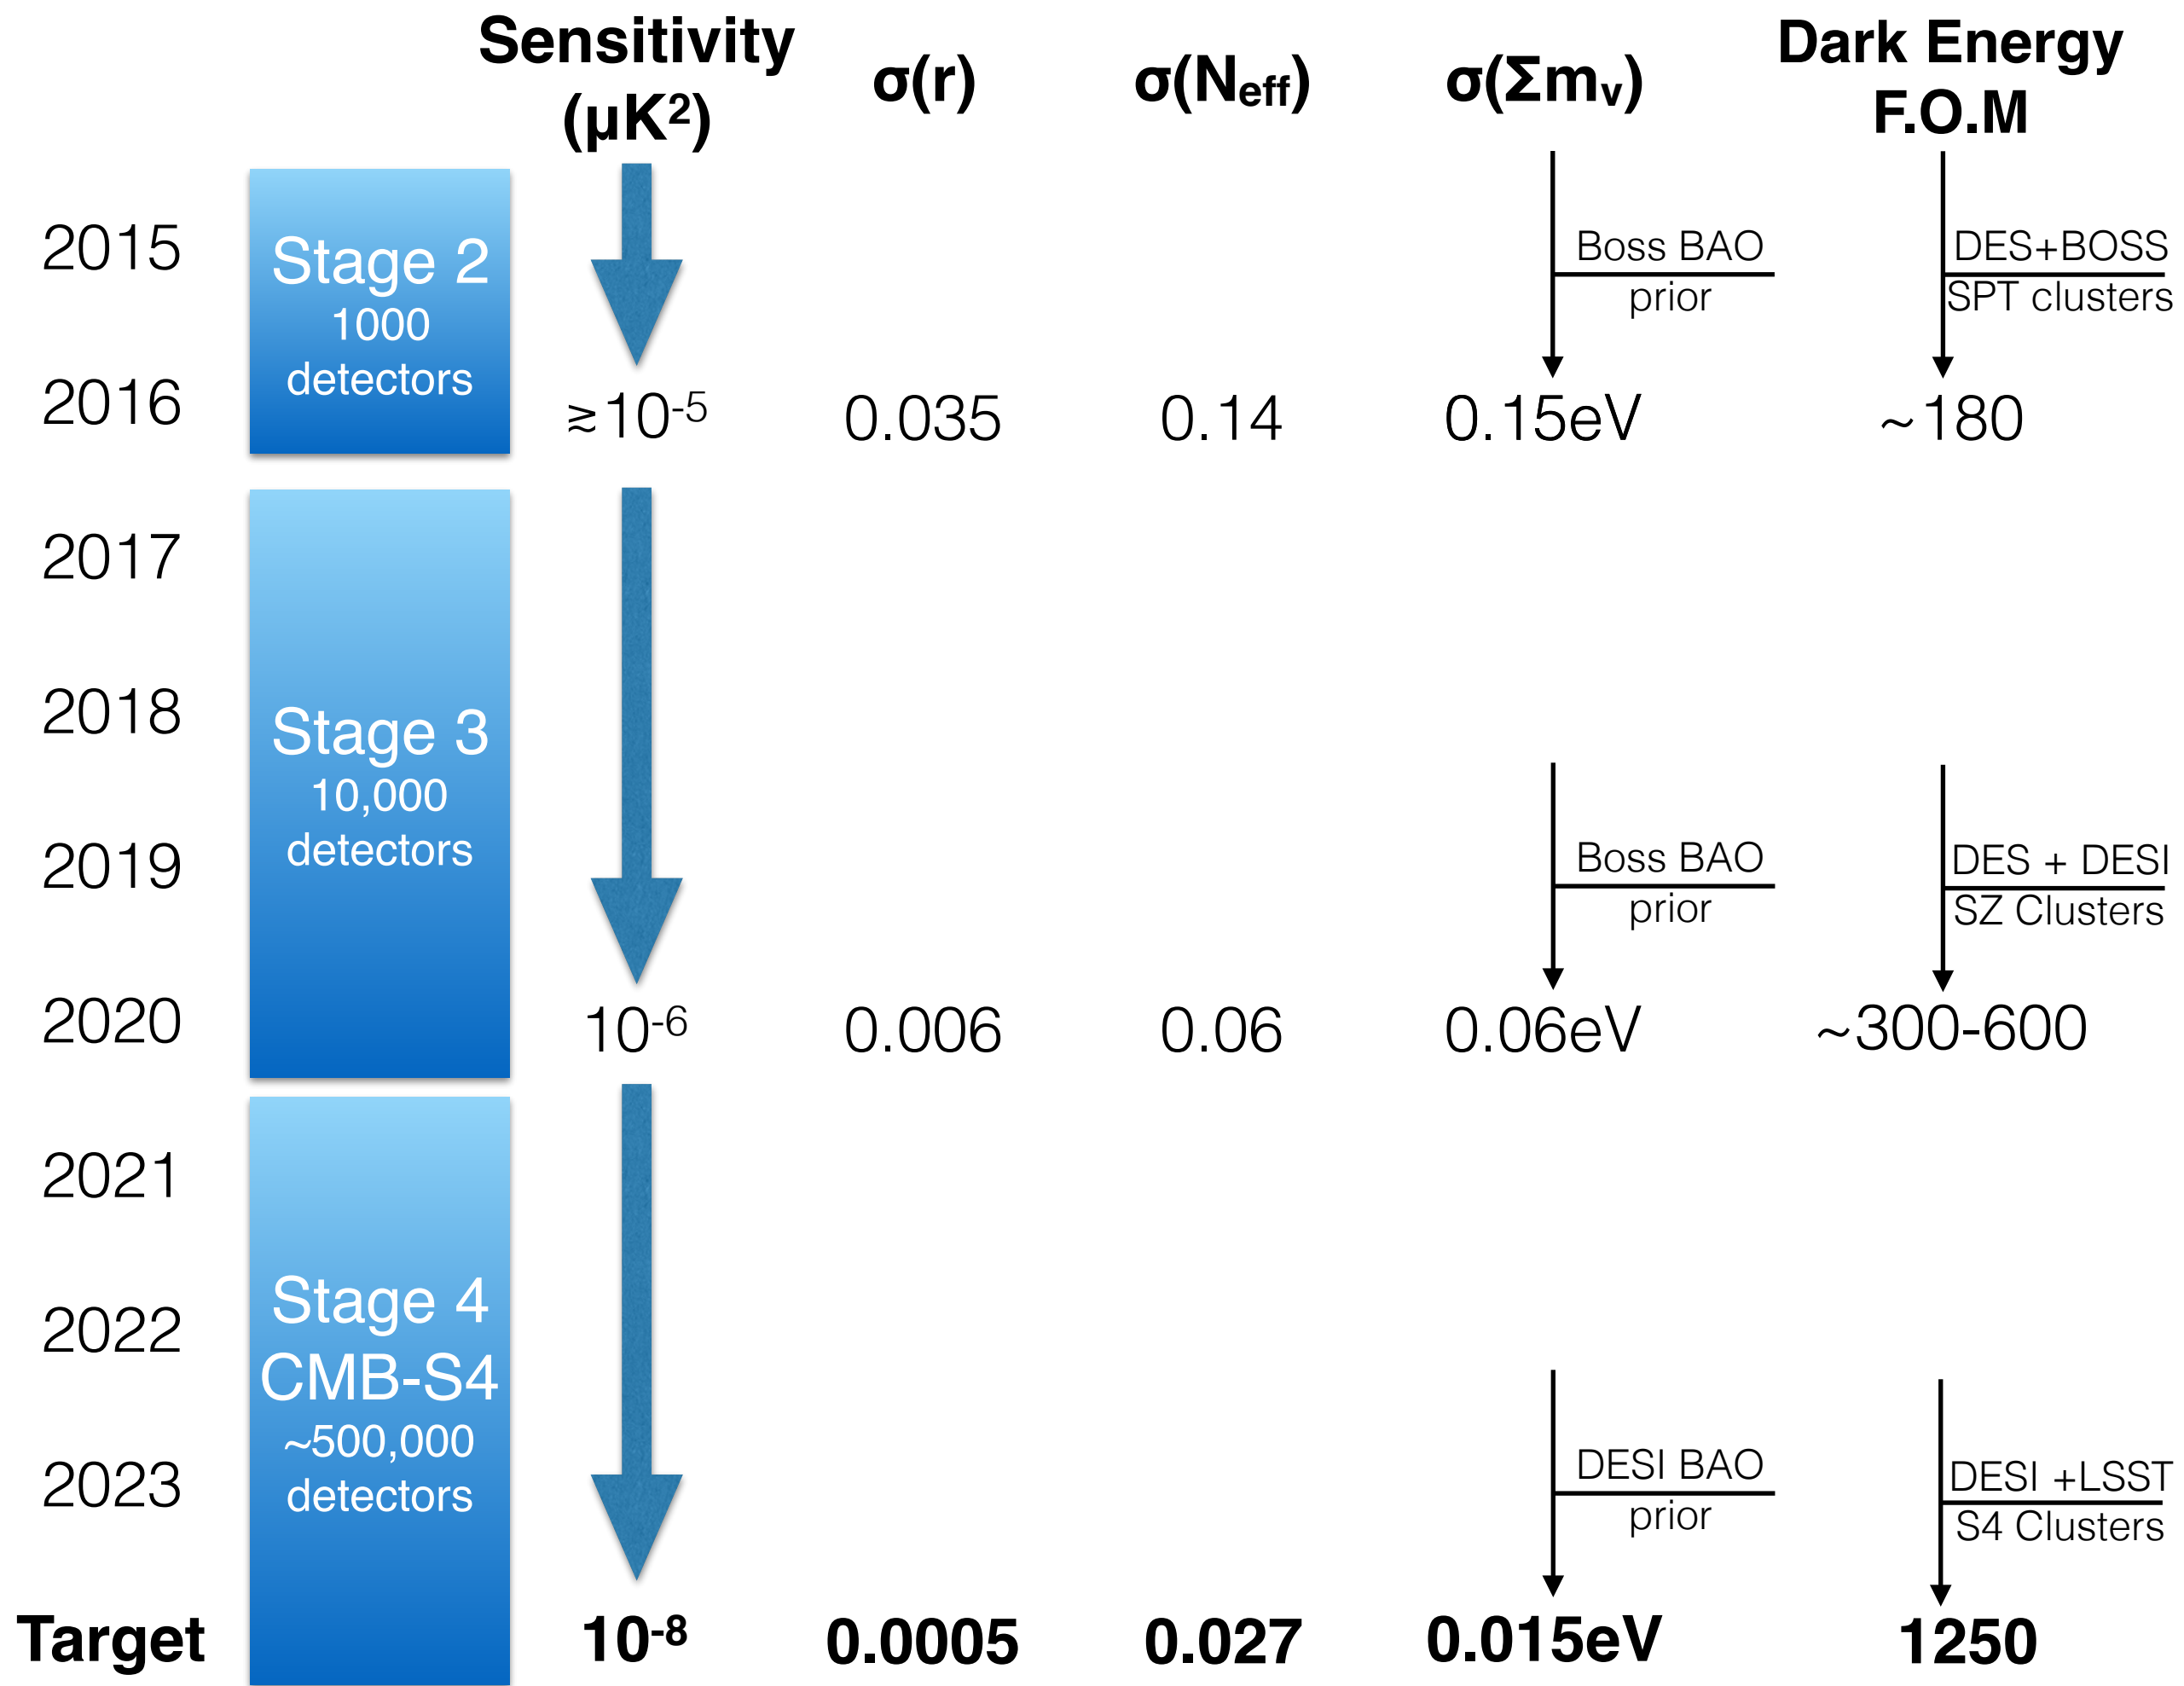 Sensitivity
(μK²)
σ(r)
σ(Neff)
σ(Σmν)
Dark Energy
F.O.M
2015
Stage 2
1000
detectors
Boss BAO
prior
DES+BOSS
SPT clusters
2016
≳10-5
0.035
0.14
0.15eV
~180
2017
2018
Stage 3
10,000
detectors
2019
Boss BAO
prior
DES + DESI
SZ Clusters
2020
10-6
0.006
0.06
0.06eV
~300-600
2021
2022
Stage 4
CMB-S4
~500,000
detectors
2023
DESI BAO
prior
DESI +LSST
S4 Clusters
Target
10-8
0.0005
0.027
0.015eV
1250